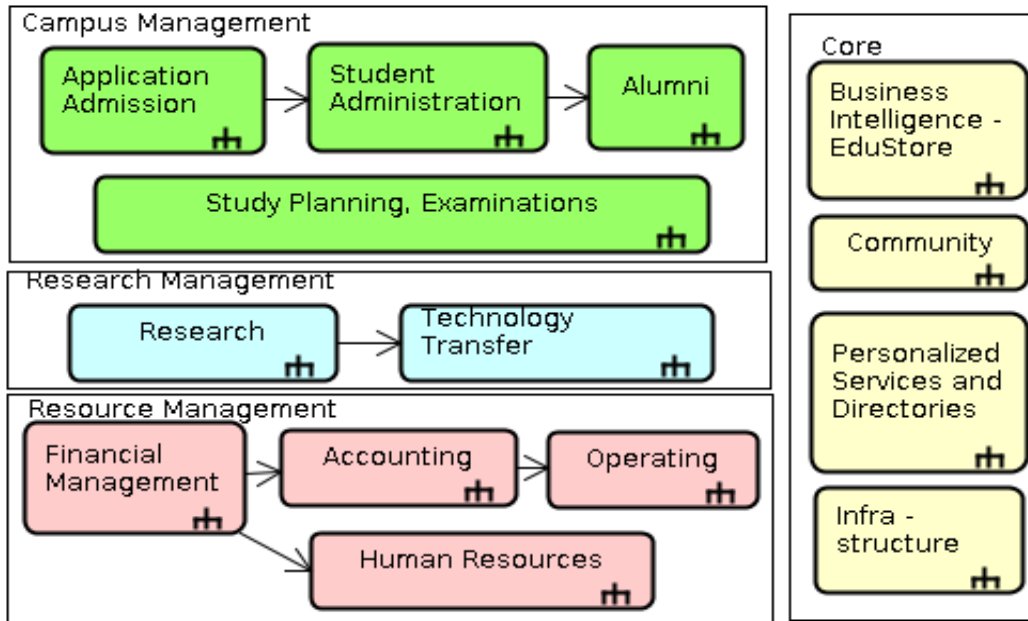 Campus Management
Application
Admission
Student
Administration
Alumni
Study Planning, Examinations
Research Management
Research
Technology
Transfer
Resource Management
Financial
Management
Accounting
Operating
Human Resources
Core
Business
Intelligence -
EduStore
Community
Personalized
Services and
Directories
Infra -
structure